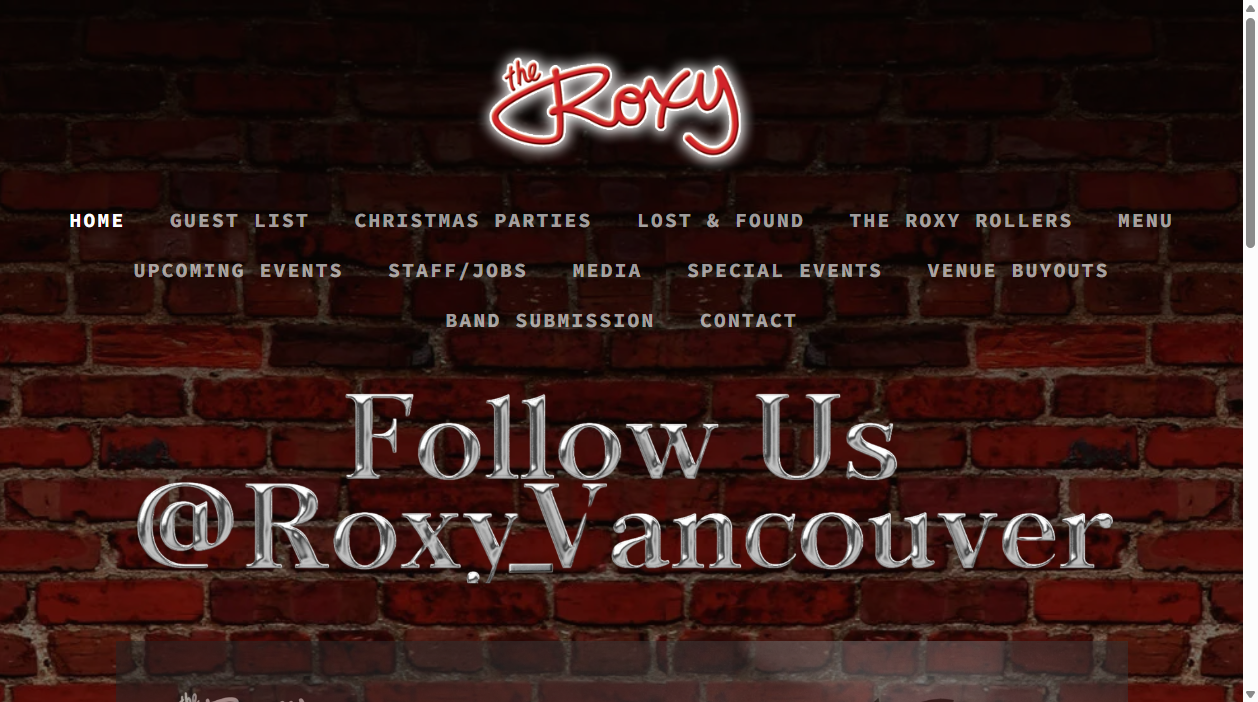 the Roxy
HOME GUEST LIST CHRISTMAS PARTIES LOST & FOUND THE ROXY ROLLERS MENU
UPCOMING EVENTS STAFF/JOBS MEDIA SPECIAL EVENTS VENUE BUYOUTS
BAND SUBMISSION CONTACT
Follow Us
@Roxy_Vancouver
the